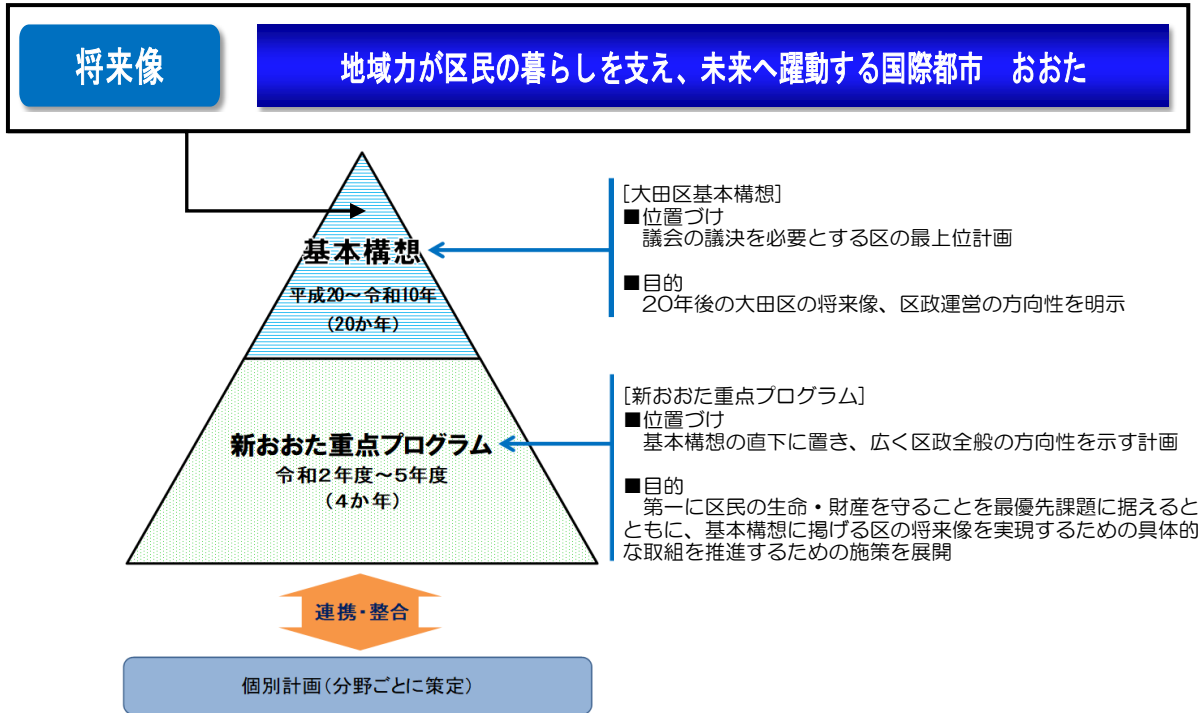 将来像
地域力が区民の暮らしを支え、未来へ躍動する国際都市　おおた
基本構想
平成20～令和10年
(20か年)
[大田区基本構想]
■位置づけ
議会の議決を必要とする区の最上位計画
■目的
20年後の大田区の将来像、区政運営の方向性を明示
新おおた重点プログラム
令和2年度～5年度
(4か年)
[新おおた重点プログラム]
■位置づけ
基本構想の直下に置き、広く区政全般の方向性を示す計画
■目的
第一に区民の生命・財産を守ることを最優先課題に据えると
ともに、基本構想に掲げる区の将来像を実現するための具体的
な取組を推進するための施策を展開
連携・整合
個別計画(分野ごとに策定)